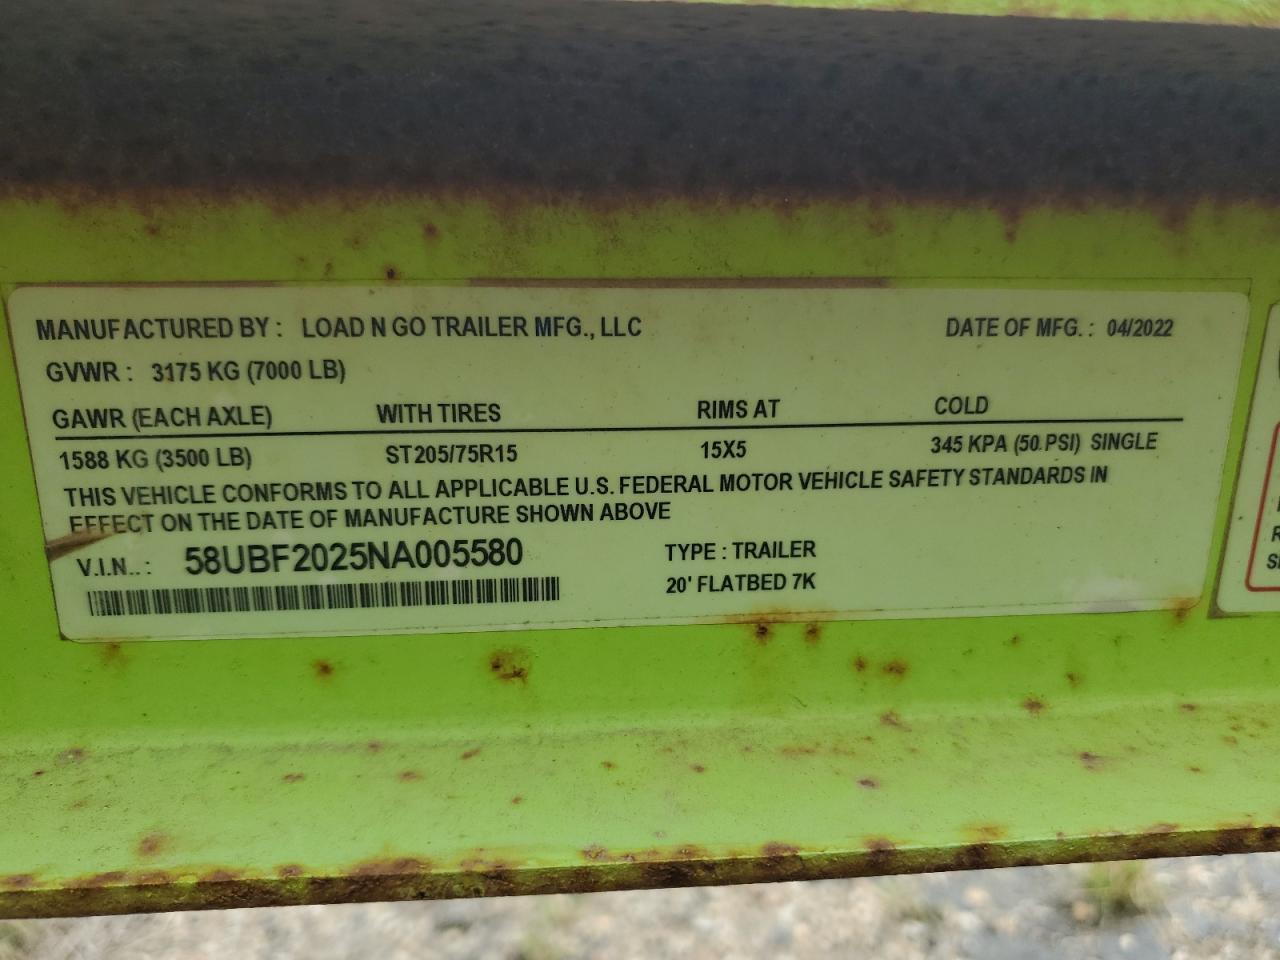 MANUFACTURED BY : LOAD N GO TRAILER MFG., LLC DATE OF MFG. : 04/2022
GVWR : 3175 KG (7000 LB)
GAWR (EACH AXLE) WITH TIRES RIMS AT COLD
1588 KG (3500 LB) ST205/75R15 15X5 345 KPA (50 PSI) SINGLE
THIS VEHICLE CONFORMS TO ALL APPLICABLE U.S. FEDERAL MOTOR VEHICLE SAFETY STANDARDS IN
EFFECT ON THE DATE OF MANUFACTURE SHOWN ABOVE
V.I.N.. : 58UBF2025NA005580 TYPE : TRAILER
20' FLATBED 7K